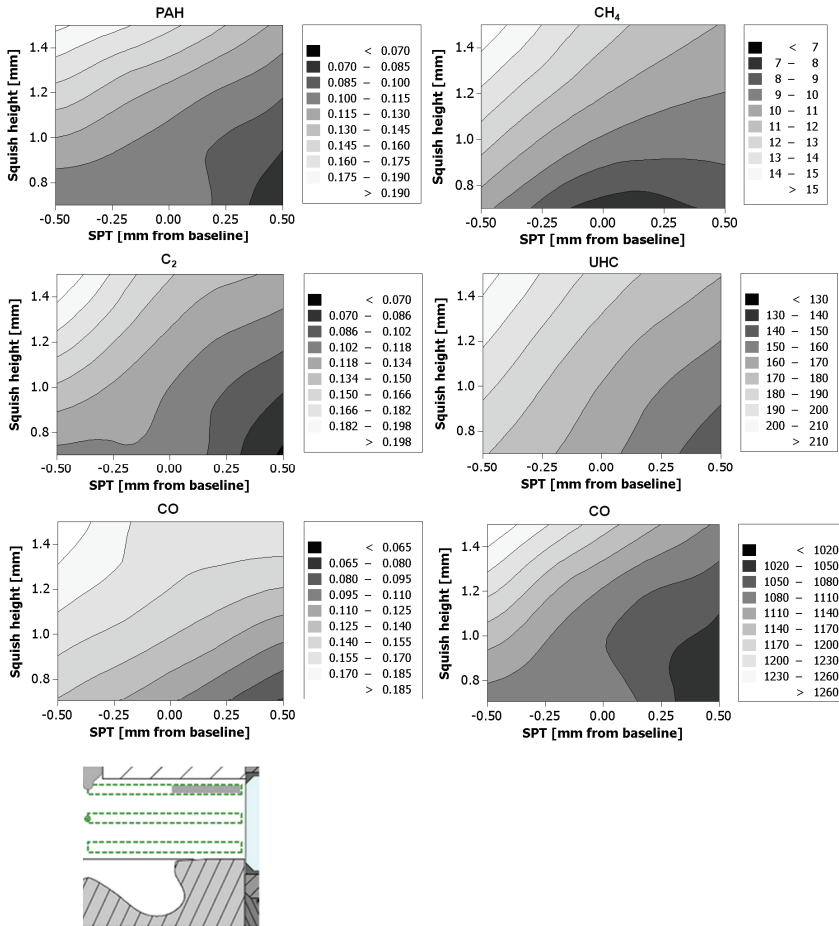 PAH
Squish height [mm]
1.4
1.2
1.0
0.8
-0.50 -0.25 0.00 0.25 0.50
SPT [mm from baseline]
< 0.070
0.070 – 0.085
0.085 – 0.100
0.100 – 0.115
0.115 – 0.130
0.130 – 0.145
0.145 – 0.160
0.160 – 0.175
0.175 – 0.190
> 0.190
CH4
Squish height [mm]
1.4
1.2
1.0
0.8
-0.50 -0.25 0.00 0.25 0.50
SPT [mm from baseline]
< 7
7 – 8
8 – 9
9 – 10
10 – 11
11 – 12
12 – 13
13 – 14
14 – 15
> 15
C2
Squish height [mm]
1.4
1.2
1.0
0.8
-0.50 -0.25 0.00 0.25 0.50
SPT [mm from baseline]
< 0.070
0.070 – 0.086
0.086 – 0.102
0.102 – 0.118
0.118 – 0.134
0.134 – 0.150
0.150 – 0.166
0.166 – 0.182
0.182 – 0.198
> 0.198
UHC
Squish height [mm]
1.4
1.2
1.0
0.8
-0.50 -0.25 0.00 0.25 0.50
SPT [mm from baseline]
< 130
130 – 140
140 – 150
150 – 160
160 – 170
170 – 180
180 – 190
190 – 200
200 – 210
> 210
CO
Squish height [mm]
1.4
1.2
1.0
0.8
-0.50 -0.25 0.00 0.25 0.50
SPT [mm from baseline]
< 0.065
0.065 – 0.080
0.080 – 0.095
0.095 – 0.110
0.110 – 0.125
0.125 – 0.140
0.140 – 0.155
0.155 – 0.170
0.170 – 0.185
> 0.185
CO
Squish height [mm]
1.4
1.2
1.0
0.8
-0.50 -0.25 0.00 0.25 0.50
SPT [mm from baseline]
< 1020
1020 – 1050
1050 – 1080
1080 – 1110
1110 – 1140
1140 – 1170
1170 – 1200
1200 – 1230
1230 – 1260
> 1260